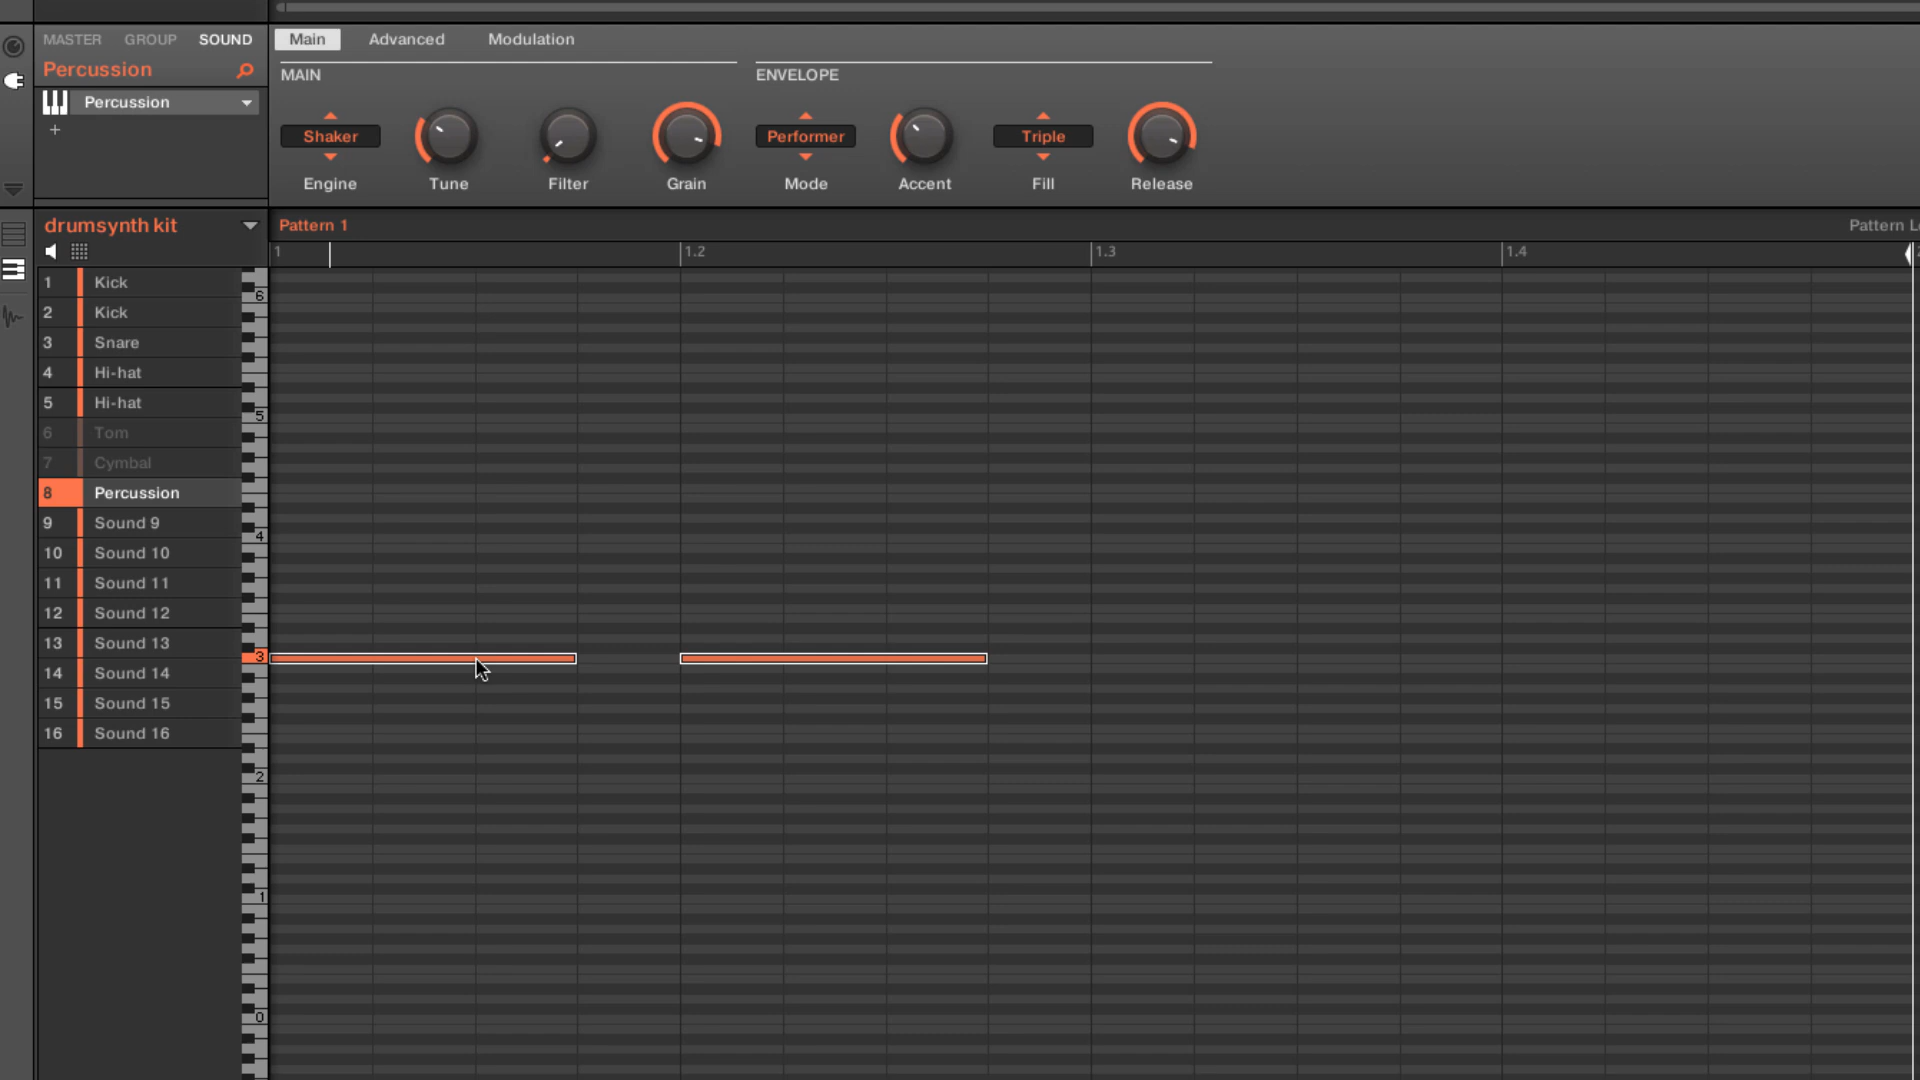 MASTER GROUP SOUND
Percussion
Percussion
+
Main Advanced Modulation
MAIN
ENVELOPE
Shaker
Performer
Triple
Engine Tune Filter Grain Mode Accent Fill Release
drumsynth kit
Pattern 1
Pattern L
1 1.2 1.3 1.4
1 Kick
2 Kick
3 Snare
4 Hi-hat
5 Hi-hat
6 Tom
7 Cymbal
8 Percussion
9 Sound 9
10 Sound 10
11 Sound 11
12 Sound 12
13 Sound 13
14 Sound 14
15 Sound 15
16 Sound 16
6
5
4
3
2
1
0